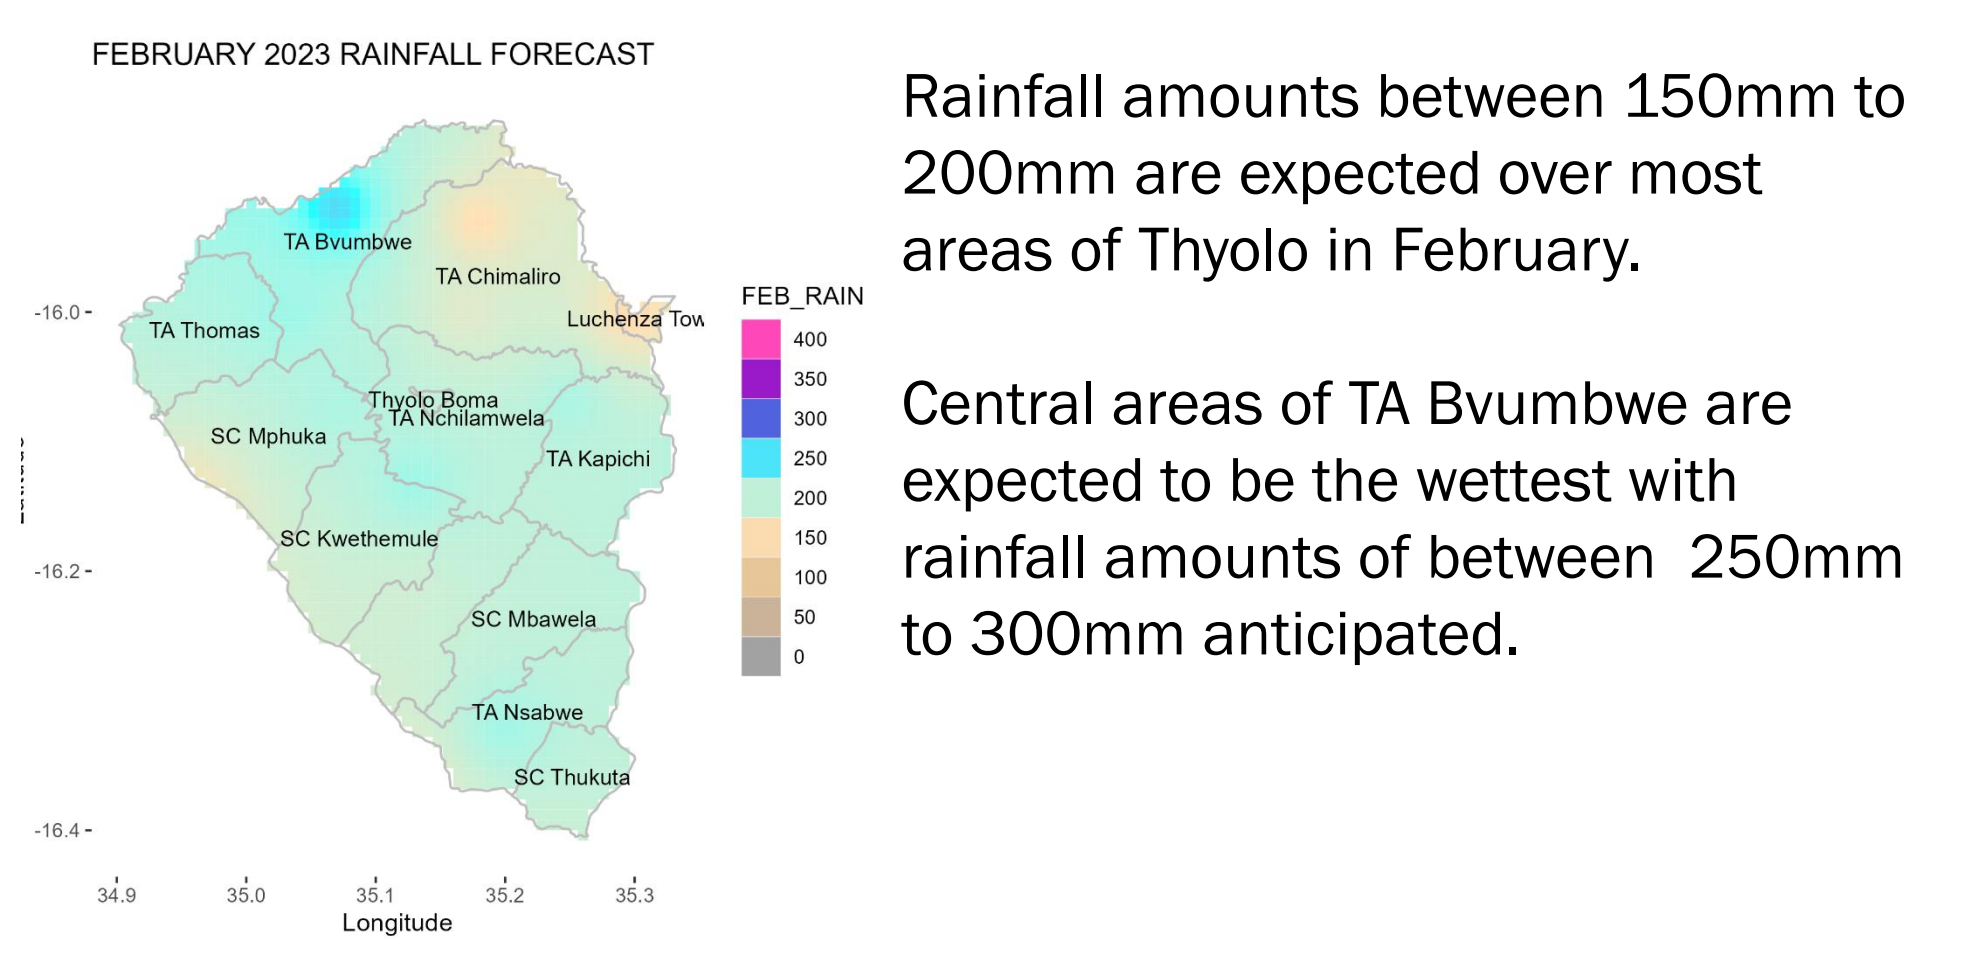 FEBRUARY 2023 RAINFALL FORECAST
TA Bvumbwe
TA Chimaliro
Luchenza Tow
TA Thomas
Thyolo Boma
TA Nchilamwela
SC Mphuka
TA Kapichi
SC Kwethemule
SC Mbawela
TA Nsabwe
SC Thukuta
-16.0
-16.2
-16.4
34.9 35.0 35.1 35.2 35.3
Longitude
FEB_RAIN
400
350
300
250
200
150
100
50
0
Rainfall amounts between 150mm to
200mm are expected over most
areas of Thyolo in February.
Central areas of TA Bvumbwe are
expected to be the wettest with
rainfall amounts of between  250mm
to 300mm anticipated.